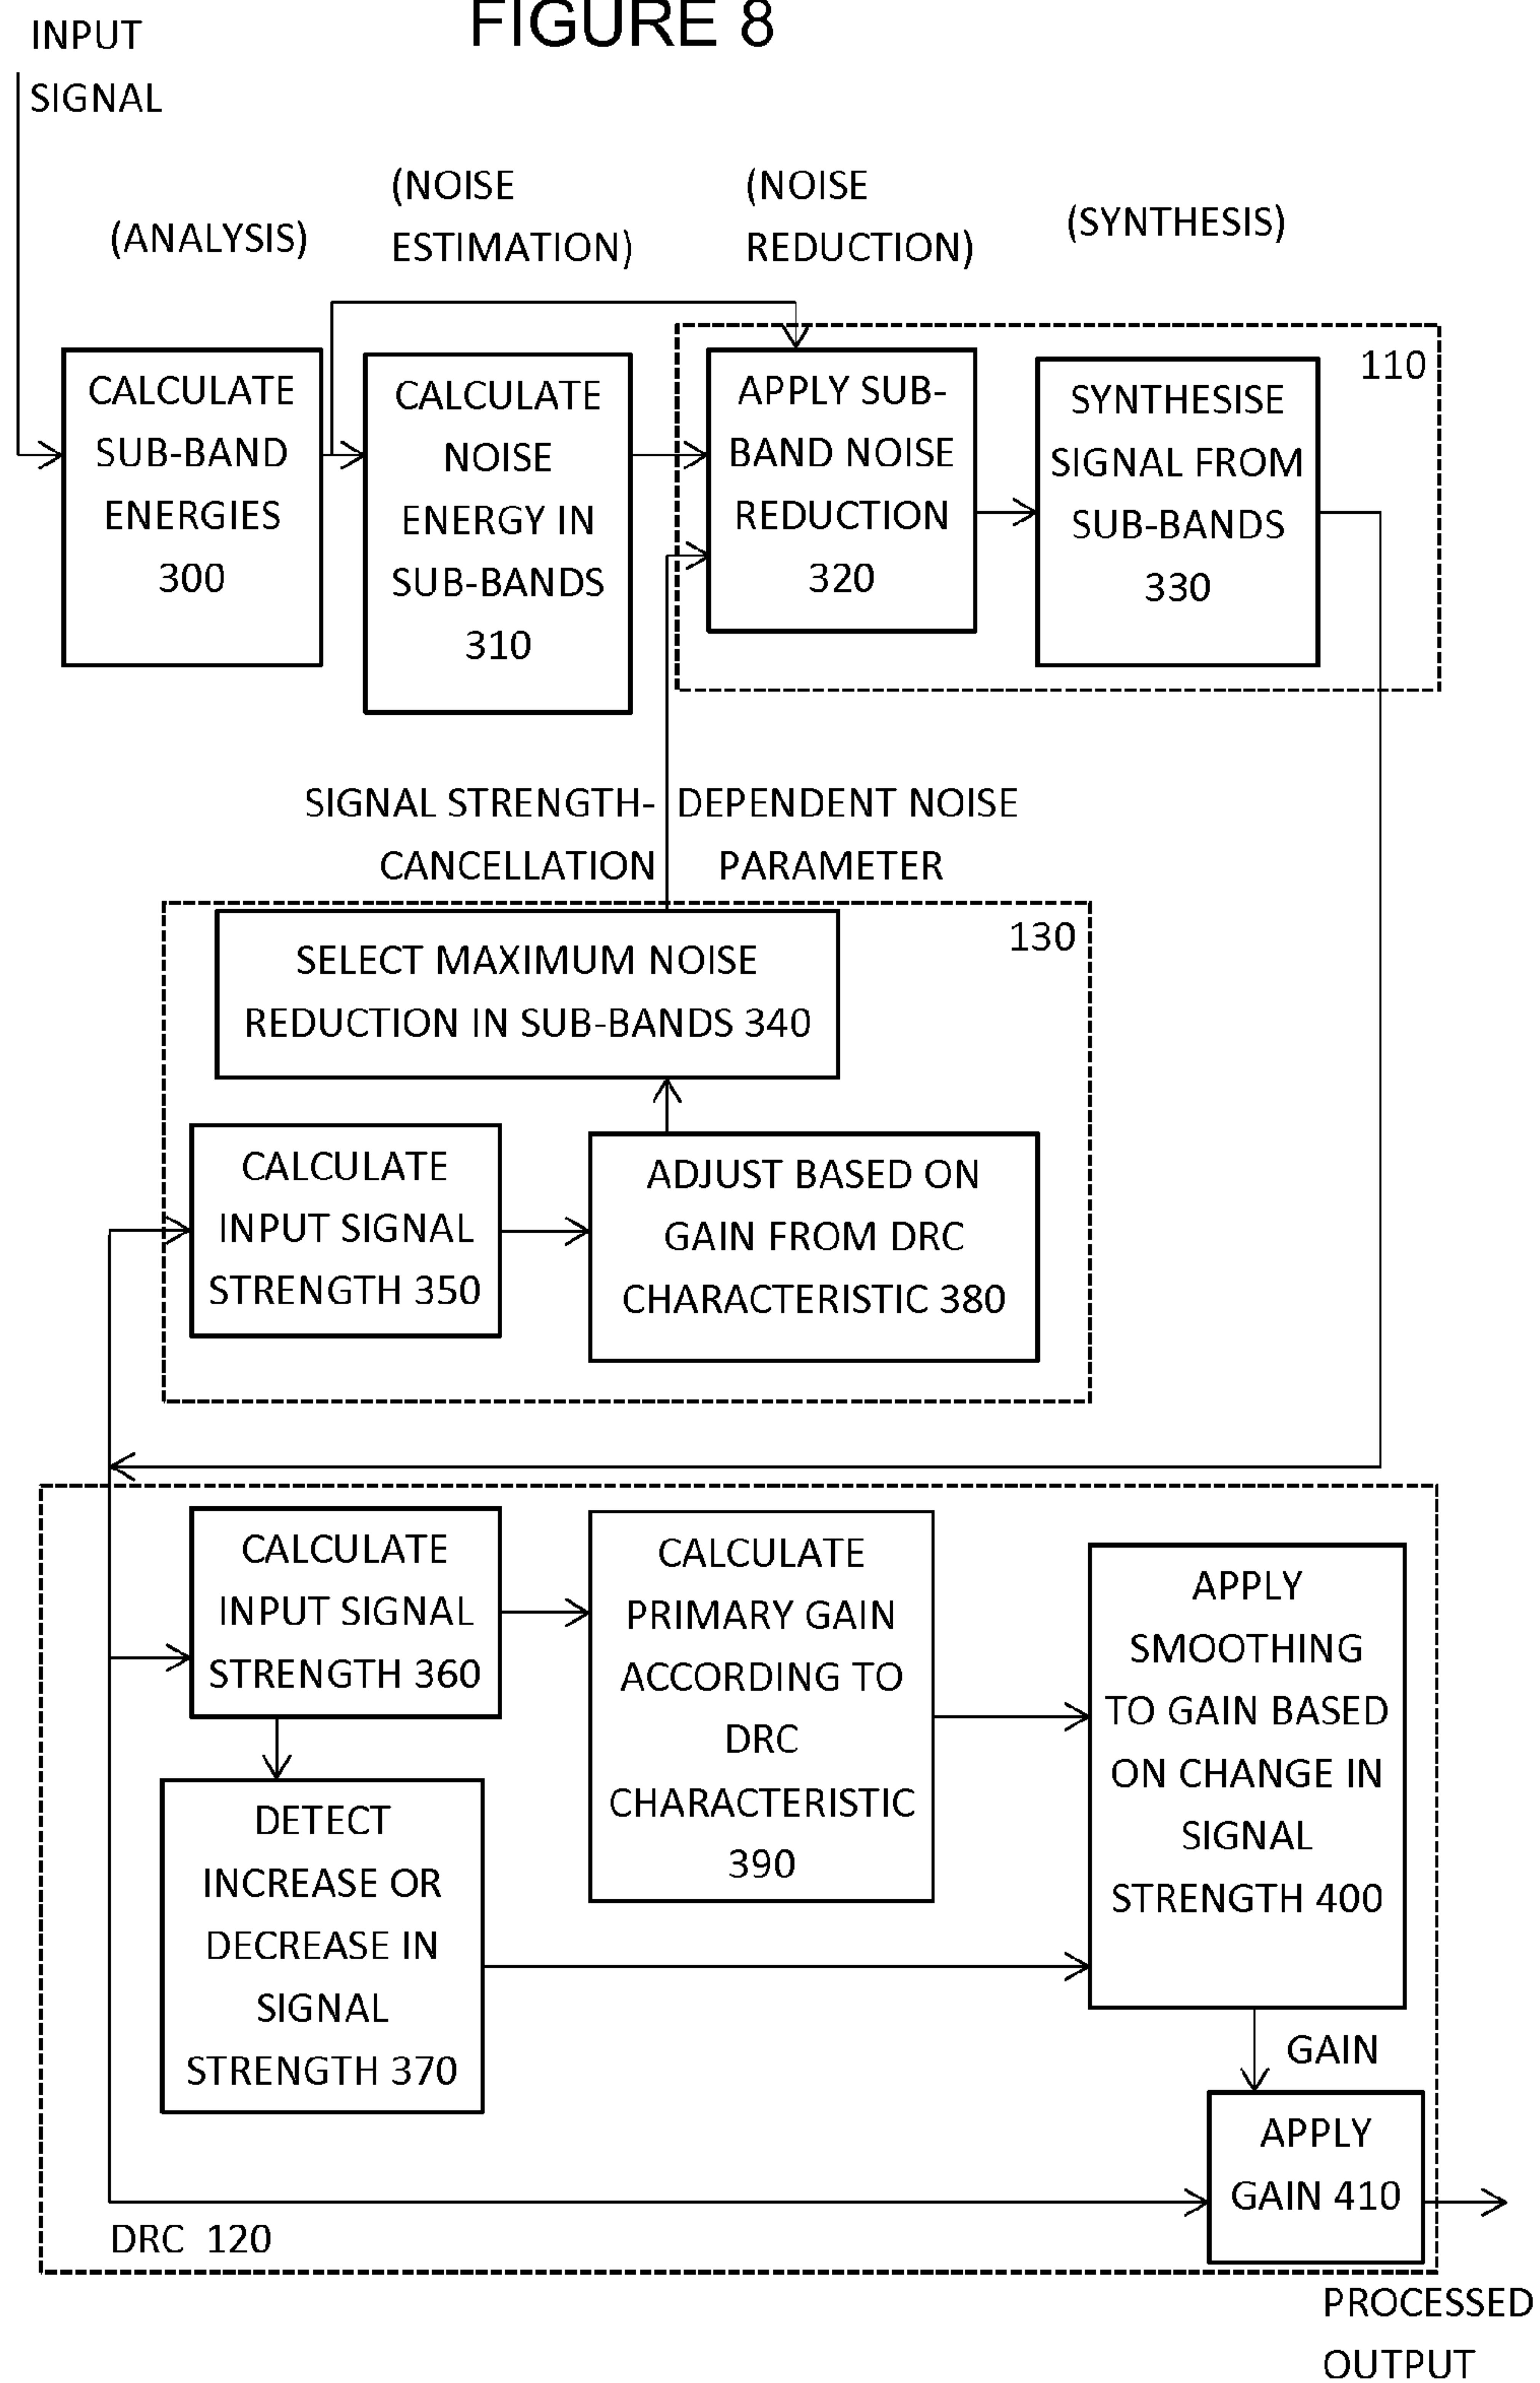 FIGURE 8
INPUT
SIGNAL
(ANALYSIS)
(NOISE
ESTIMATION)
(NOISE
REDUCTION)
(SYNTHESIS)
CALCULATE
SUB-BAND
ENERGIES
300
CALCULATE
NOISE
ENERGY IN
SUB-BANDS
310
APPLY SUB-
BAND NOISE
REDUCTION
320
SYNTHESISE
SIGNAL FROM
SUB-BANDS
330
110
SIGNAL STRENGTH- DEPENDENT NOISE
CANCELLATION PARAMETER
130
SELECT MAXIMUM NOISE
REDUCTION IN SUB-BANDS 340
CALCULATE
INPUT SIGNAL
STRENGTH 350
ADJUST BASED ON
GAIN FROM DRC
CHARACTERISTIC 380
CALCULATE
INPUT SIGNAL
STRENGTH 360
CALCULATE
PRIMARY GAIN
ACCORDING TO
DRC
CHARACTERISTIC
390
APPLY
SMOOTHING
TO GAIN BASED
ON CHANGE IN
SIGNAL
STRENGTH 400
DETECT
INCREASE OR
DECREASE IN
SIGNAL
STRENGTH 370
GAIN
APPLY
GAIN 410
DRC 120
PROCESSED
OUTPUT